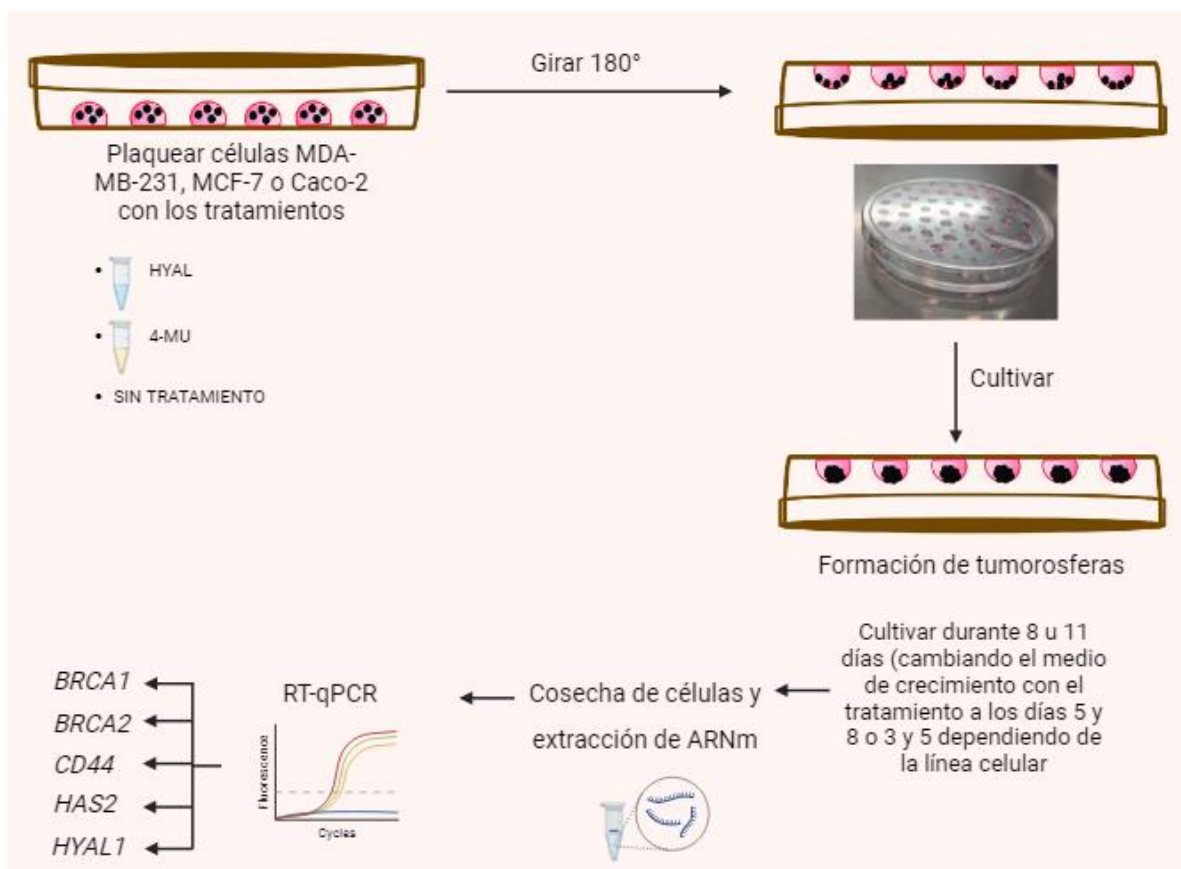 Girar 180°
Plaquear células MDA-
MB-231, MCF-7 o Caco-2
con los tratamientos
• HYAL
• 4-MU
• SIN TRATAMIENTO
Cultivar
Formación de tumorosferas
Cultivar durante 8 u 11
días (cambiando el medio
de crecimiento con el
tratamiento a los días 5 y
8 o 3 y 5 dependiendo de
la línea celular
Cosecha de células y
extracción de ARNm
RT-qPCR
Fluorescence
Cycles
BRCA1
BRCA2
CD44
HAS2
HYAL1